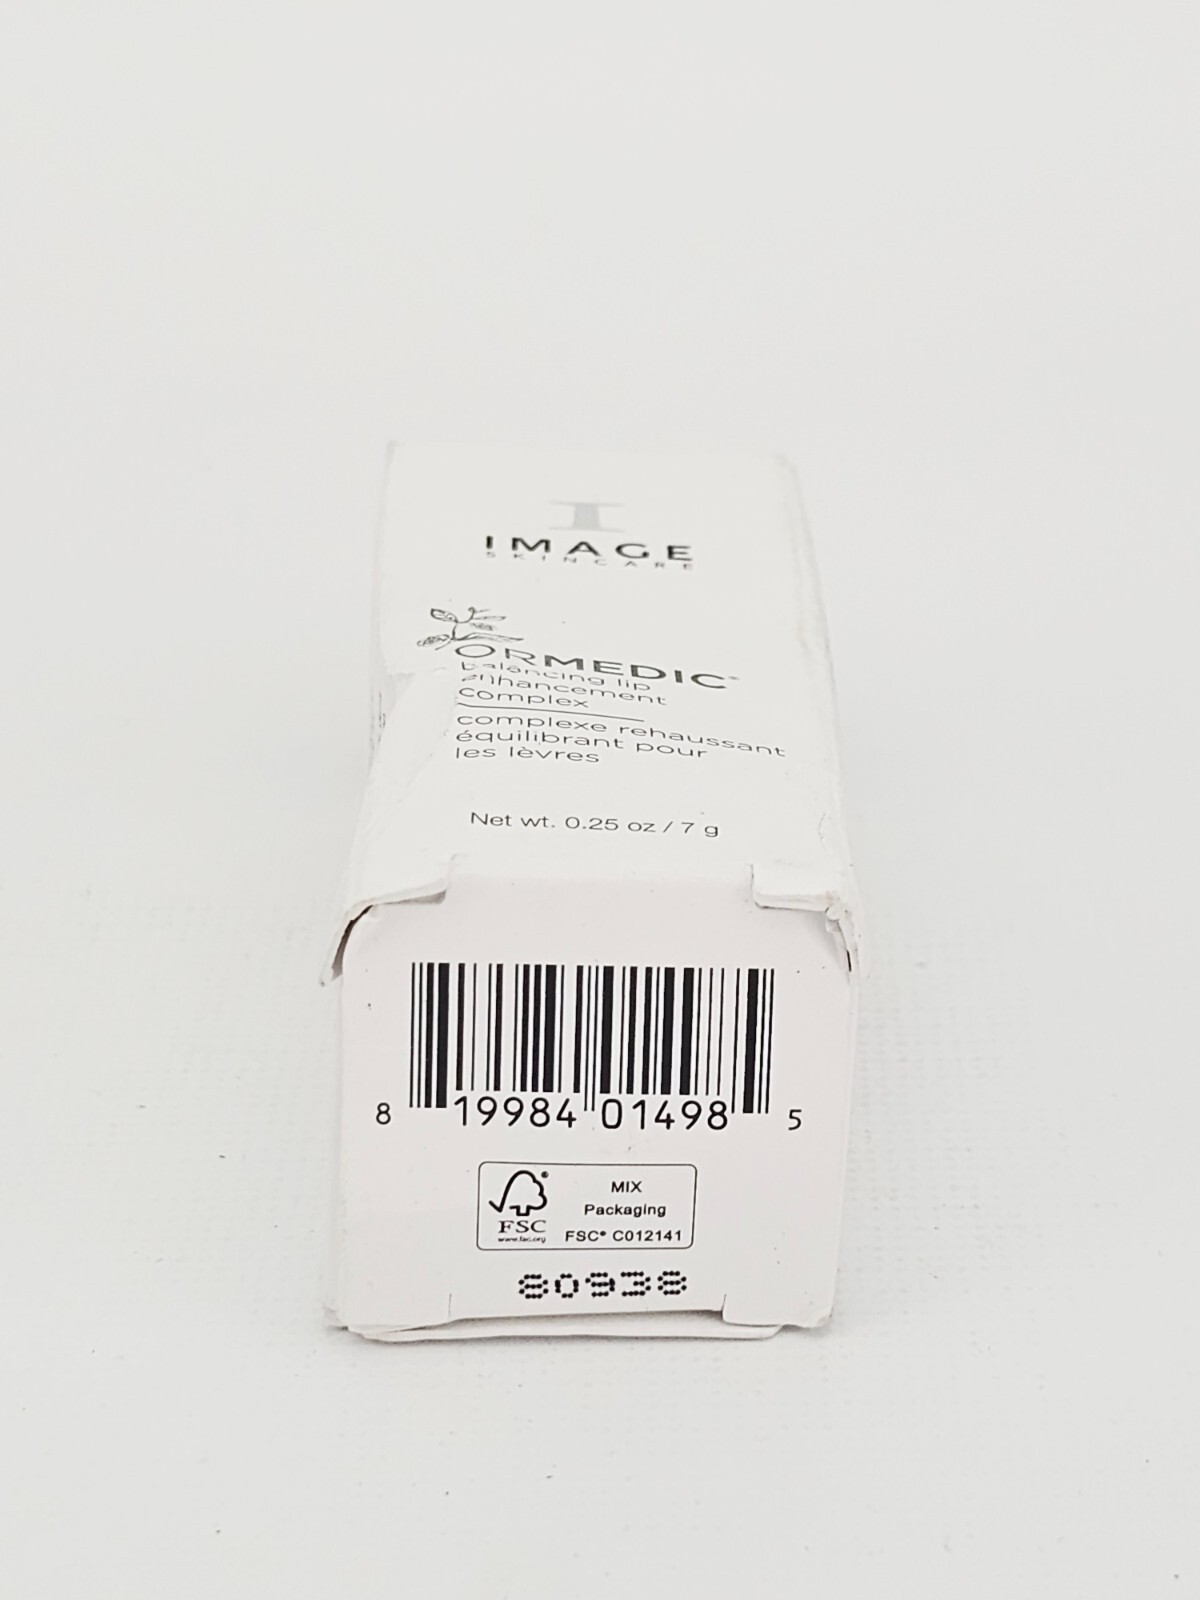 I
IMAGE
SKINCARE
ORMEDIC®
balancing lip
enhancement
complex
complexe rehaussant
équilibrant pour
les lèvres
Net wt. 0.25 oz / 7 g
8 19984 01498 5
FSC®
www.fsc.org
MIX
Packaging
FSC® C012141
80938